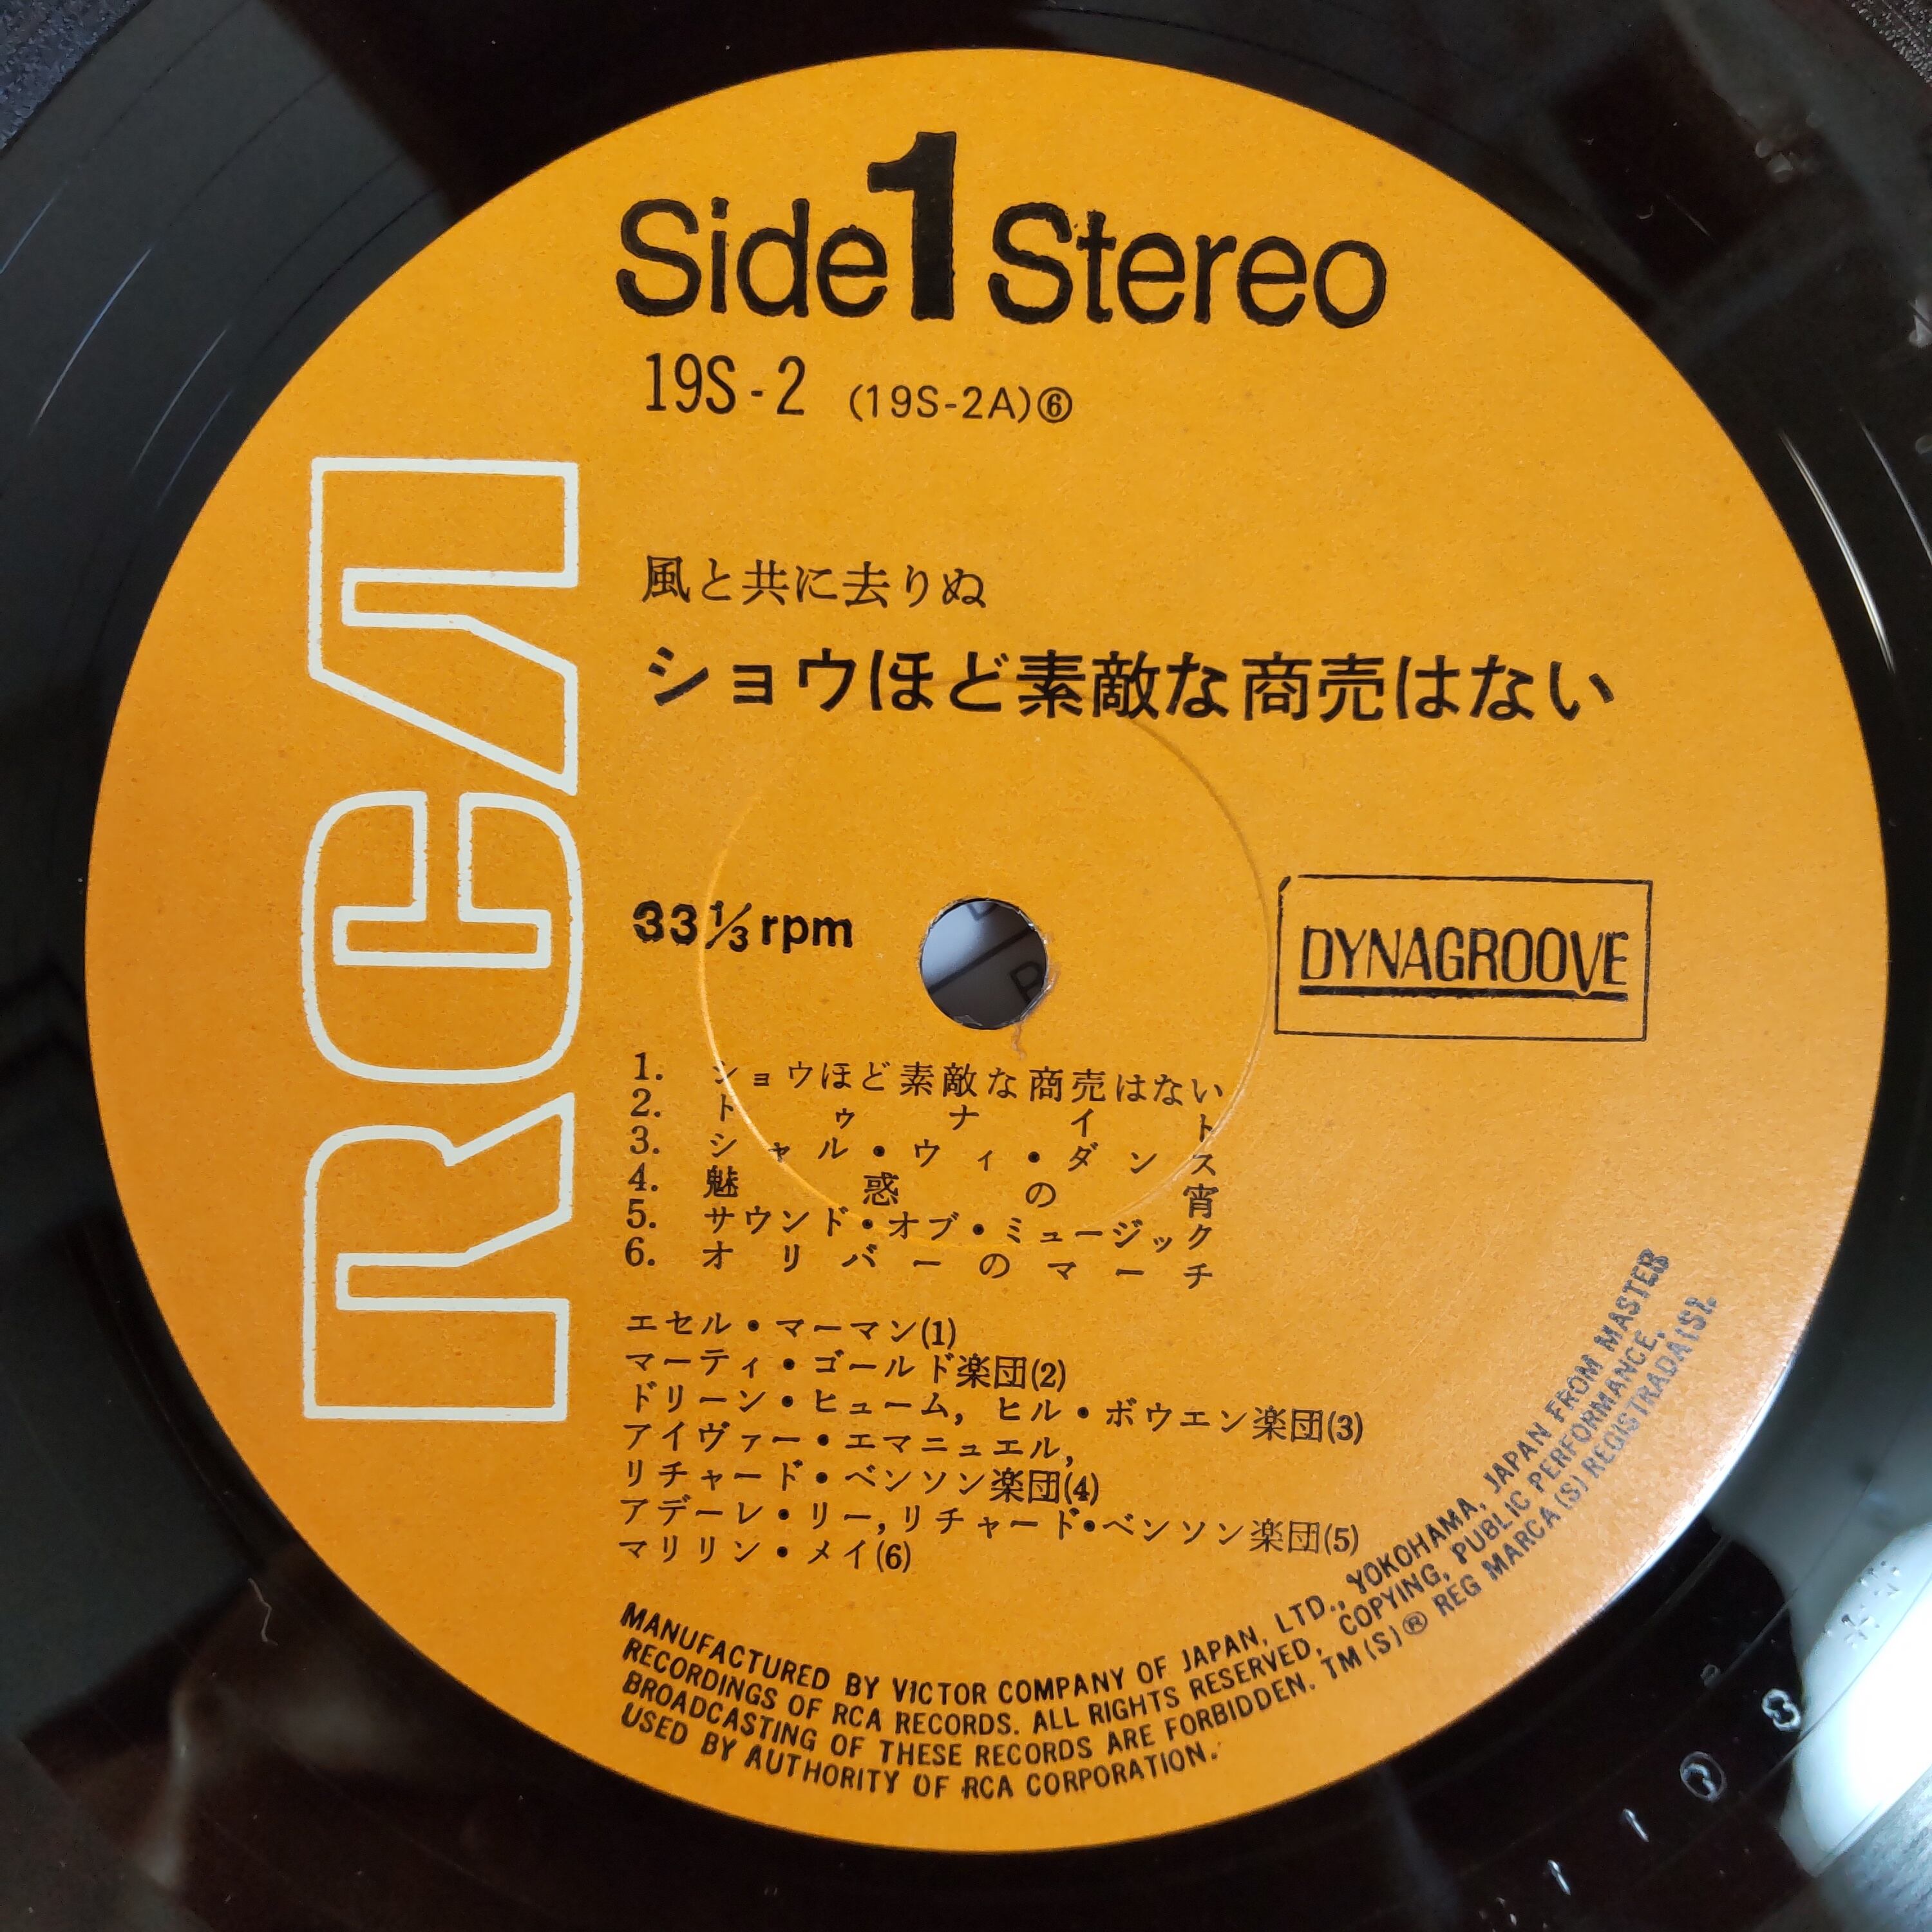 Side 1 Stereo
19S-2 (19S-2A)⑥
RCA
風と共に去りぬ
ショウほど素敵な商売はない
33⅓rpm
DYNAGROOVE
1. ショウほど素敵な商売はない
2. トゥナイト
3. シャル・ウィ・ダンス
4. 魅惑の宵
5. サウンド・オブ・ミュージック
6. オリバーのマーチ
エセル・マーマン(1)
マーティ・ゴールド楽団(2)
ドリーン・ヒューム, ヒル・ボウエン楽団(3)
アイヴァー・エマニュエル,
リチャード・ベンソン楽団(4)
アデーレ・リー, リチャード・ベンソン楽団(5)
マリリン・メイ(6)
MANUFACTURED BY VICTOR COMPANY OF JAPAN, LTD., YOKOHAMA, JAPAN FROM MASTER
RECORDINGS OF RCA RECORDS. ALL RIGHTS RESERVED, COPYING, PUBLIC PERFORMANCE,
BROADCASTING OF THESE RECORDS ARE FORBIDDEN. TM(S)® REG MARCA(S) REGISTRADA(S).
USED BY AUTHORITY OF RCA CORPORATION.